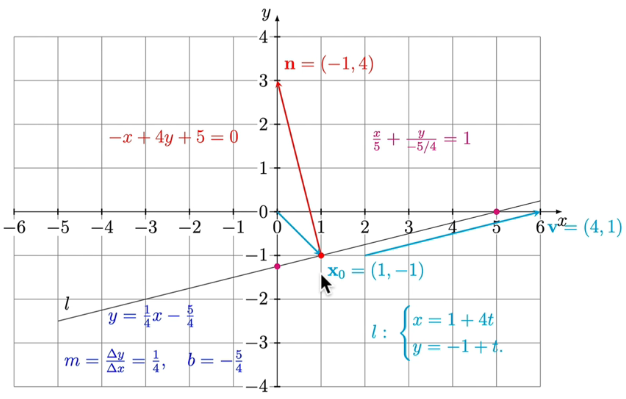 y
4
n = (−1, 4)
3
2
−x + 4y + 5 = 0
x/5 + y/(−5/4) = 1
1
0
x
−6 −5 −4 −3 −2 −1 0 1 2 3 4 5 6
v = (4, 1)
−1
x₀ = (1, −1)
−2
l
y = 1/4 x − 5/4
l : { x = 1 + 4t
y = −1 + t.
−3
m = Δy/Δx = 1/4, b = −5/4
−4